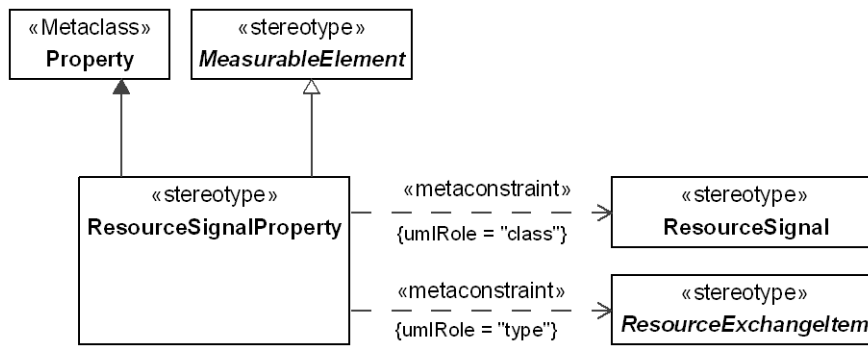 «Metaclass»
Property
«stereotype»
MeasurableElement
«stereotype»
ResourceSignalProperty
«metaconstraint»
{umlRole = "class"}
«stereotype»
ResourceSignal
«metaconstraint»
{umlRole = "type"}
«stereotype»
ResourceExchangeItem